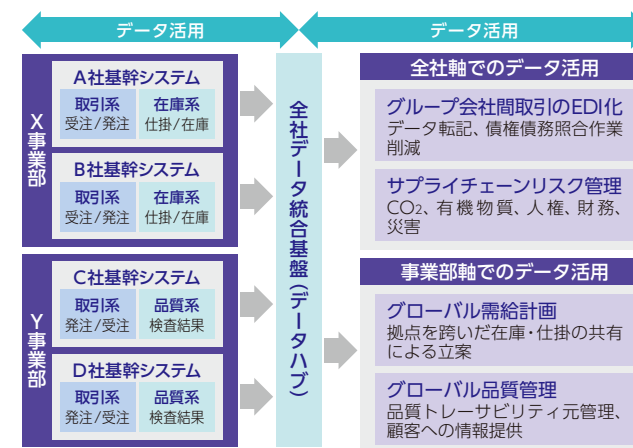 データ活用
データ活用
X事業部
A社基幹システム
取引系
受注/発注
在庫系
仕掛/在庫
B社基幹システム
取引系
受注/発注
在庫系
仕掛/在庫
Y事業部
C社基幹システム
取引系
発注/受注
品質系
検査結果
D社基幹システム
取引系
発注/受注
品質系
検査結果
全社データ統合基盤(データハブ)
全社軸でのデータ活用
グループ会社間取引のEDI化
データ転記、債権債務照合作業
削減
サプライチェーンリスク管理
CO₂、有機物質、人権、財務、
災害
事業部軸でのデータ活用
グローバル需給計画
拠点を跨いだ在庫・仕掛の共有
による立案
グローバル品質管理
品質トレーサビリティ元管理、
顧客への情報提供